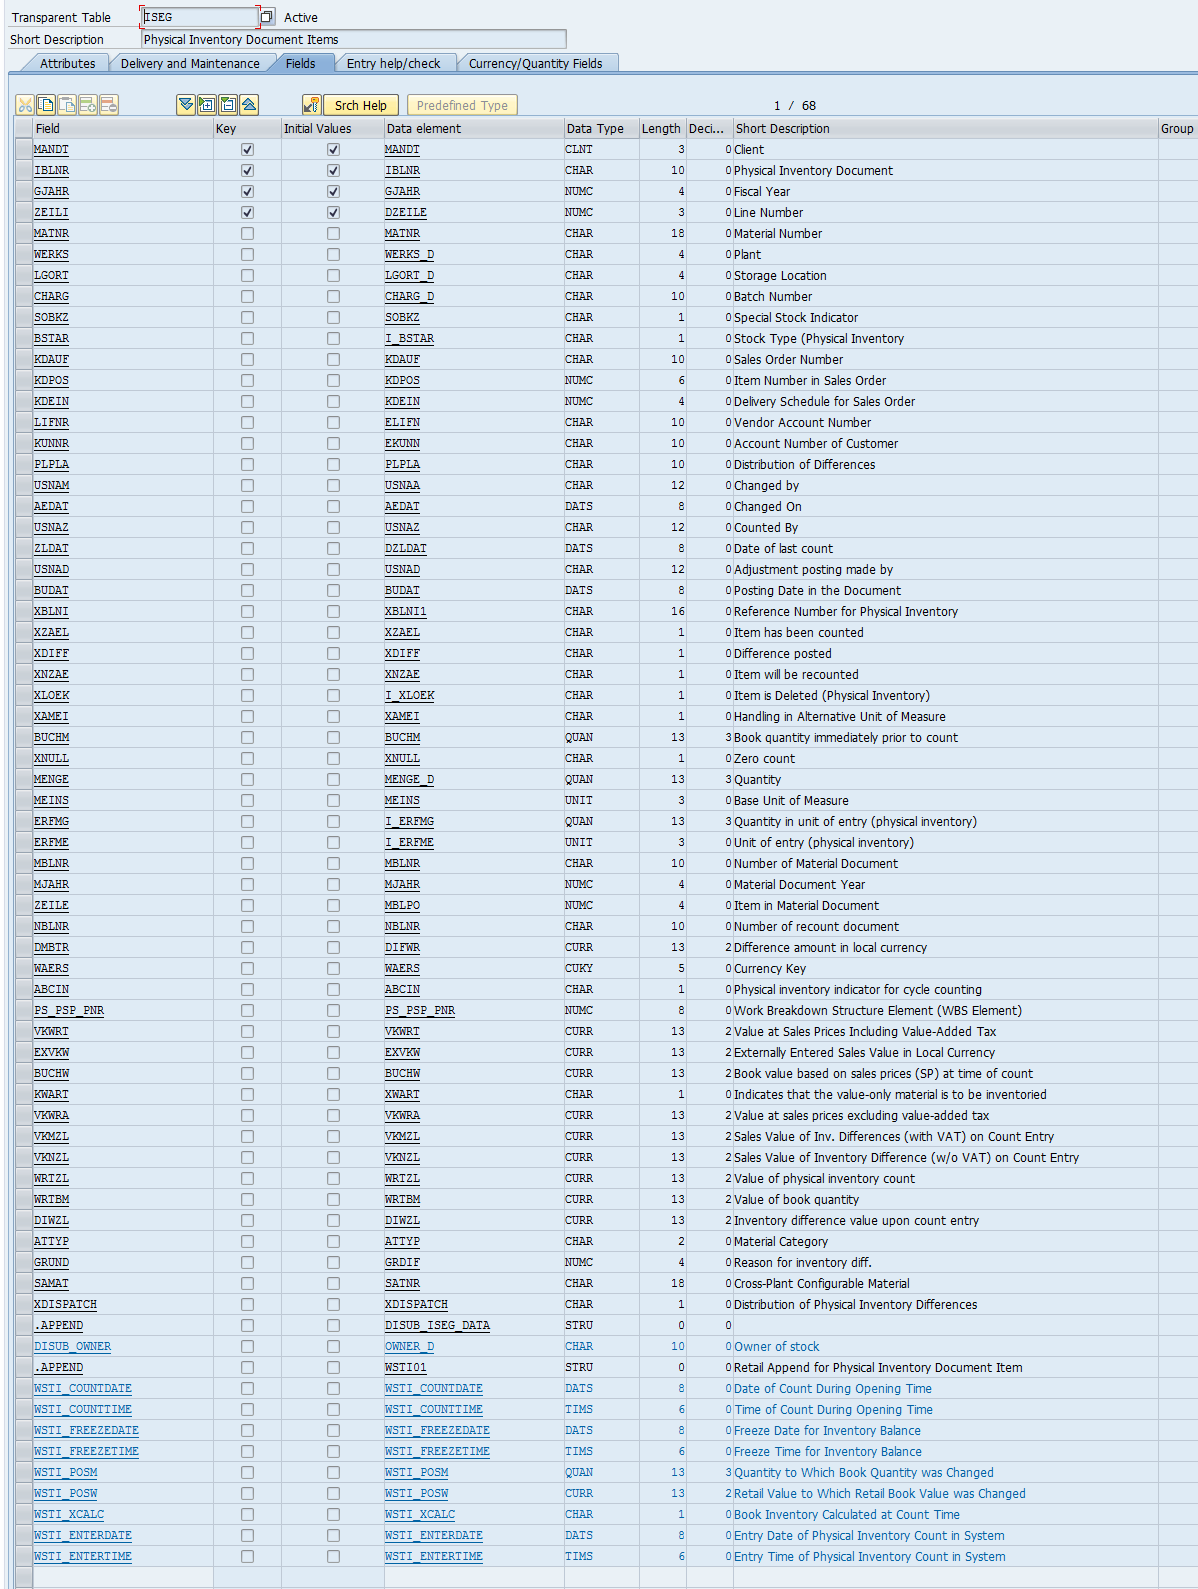 Transparent Table ISEG Active
Short Description Physical Inventory Document Items
Attributes Delivery and Maintenance Fields Entry help/check Currency/Quantity Fields
Srch Help Predefined Type 1 / 68
Field Key Initial Values Data element Data Type Length Deci... Short Description Group
MANDT MANDT CLNT 3 0 Client
IBLNR IBLNR CHAR 10 0 Physical Inventory Document
GJAHR GJAHR NUMC 4 0 Fiscal Year
ZEILI DZEILE NUMC 3 0 Line Number
MATNR MATNR CHAR 18 0 Material Number
WERKS WERKS_D CHAR 4 0 Plant
LGORT LGORT_D CHAR 4 0 Storage Location
CHARG CHARG_D CHAR 10 0 Batch Number
SOBKZ SOBKZ CHAR 1 0 Special Stock Indicator
BSTAR I_BSTAR CHAR 1 0 Stock Type (Physical Inventory
KDAUF KDAUF CHAR 10 0 Sales Order Number
KDPOS KDPOS NUMC 6 0 Item Number in Sales Order
KDEIN KDEIN NUMC 4 0 Delivery Schedule for Sales Order
LIFNR ELIFN CHAR 10 0 Vendor Account Number
KUNNR EKUNN CHAR 10 0 Account Number of Customer
PLPLA PLPLA CHAR 10 0 Distribution of Differences
USNAM USNAA CHAR 12 0 Changed by
AEDAT AEDAT DATS 8 0 Changed On
USNAZ USNAZ CHAR 12 0 Counted By
ZLDAT DZLDAT DATS 8 0 Date of last count
USNAD USNAD CHAR 12 0 Adjustment posting made by
BUDAT BUDAT DATS 8 0 Posting Date in the Document
XBLNI XBLNI1 CHAR 16 0 Reference Number for Physical Inventory
XZAEL XZAEL CHAR 1 0 Item has been counted
XDIFF XDIFF CHAR 1 0 Difference posted
XNZAE XNZAE CHAR 1 0 Item will be recounted
XLOEK I_XLOEK CHAR 1 0 Item is Deleted (Physical Inventory)
XAMEI XAMEI CHAR 1 0 Handling in Alternative Unit of Measure
BUCHM BUCHM QUAN 13 3 Book quantity immediately prior to count
XNULL XNULL CHAR 1 0 Zero count
MENGE MENGE_D QUAN 13 3 Quantity
MEINS MEINS UNIT 3 0 Base Unit of Measure
ERFMG I_ERFMG QUAN 13 3 Quantity in unit of entry (physical inventory)
ERFME I_ERFME UNIT 3 0 Unit of entry (physical inventory)
MBLNR MBLNR CHAR 10 0 Number of Material Document
MJAHR MJAHR NUMC 4 0 Material Document Year
ZEILE MBLPO NUMC 4 0 Item in Material Document
NBLNR NBLNR CHAR 10 0 Number of recount document
DMBTR DIFWR CURR 13 2 Difference amount in local currency
WAERS WAERS CUKY 5 0 Currency Key
ABCIN ABCIN CHAR 1 0 Physical inventory indicator for cycle counting
PS_PSP_PNR PS_PSP_PNR NUMC 8 0 Work Breakdown Structure Element (WBS Element)
VKWRT VKWRT CURR 13 2 Value at Sales Prices Including Value-Added Tax
EXVKW EXVKW CURR 13 2 Externally Entered Sales Value in Local Currency
BUCHW BUCHW CURR 13 2 Book value based on sales prices (SP) at time of count
KWART XWART CHAR 1 0 Indicates that the value-only material is to be inventoried
VKWRA VKWRA CURR 13 2 Value at sales prices excluding value-added tax
VKMZL VKMZL CURR 13 2 Sales Value of Inv. Differences (with VAT) on Count Entry
VKNZL VKNZL CURR 13 2 Sales Value of Inventory Difference (w/o VAT) on Count Entry
WRTZL WRTZL CURR 13 2 Value of physical inventory count
WRTBM WRTBM CURR 13 2 Value of book quantity
DIWZL DIWZL CURR 13 2 Inventory difference value upon count entry
ATTYP ATTYP CHAR 2 0 Material Category
GRUND GRDIF NUMC 4 0 Reason for inventory diff.
SAMAT SATNR CHAR 18 0 Cross-Plant Configurable Material
XDISPATCH XDISPATCH CHAR 1 0 Distribution of Physical Inventory Differences
.APPEND DISUB_ISEG_DATA STRU 0 0
DISUB_OWNER OWNER_D CHAR 10 0 Owner of stock
.APPEND WSTI01 STRU 0 0 Retail Append for Physical Inventory Document Item
WSTI_COUNTDATE WSTI_COUNTDATE DATS 8 0 Date of Count During Opening Time
WSTI_COUNTTIME WSTI_COUNTTIME TIMS 6 0 Time of Count During Opening Time
WSTI_FREEZEDATE WSTI_FREEZEDATE DATS 8 0 Freeze Date for Inventory Balance
WSTI_FREEZETIME WSTI_FREEZETIME TIMS 6 0 Freeze Time for Inventory Balance
WSTI_POSM WSTI_POSM QUAN 13 3 Quantity to Which Book Quantity was Changed
WSTI_POSW WSTI_POSW CURR 13 2 Retail Value to Which Retail Book Value was Changed
WSTI_XCALC WSTI_XCALC CHAR 1 0 Book Inventory Calculated at Count Time
WSTI_ENTERDATE WSTI_ENTERDATE DATS 8 0 Entry Date of Physical Inventory Count in System
WSTI_ENTERTIME WSTI_ENTERTIME TIMS 6 0 Entry Time of Physical Inventory Count in System